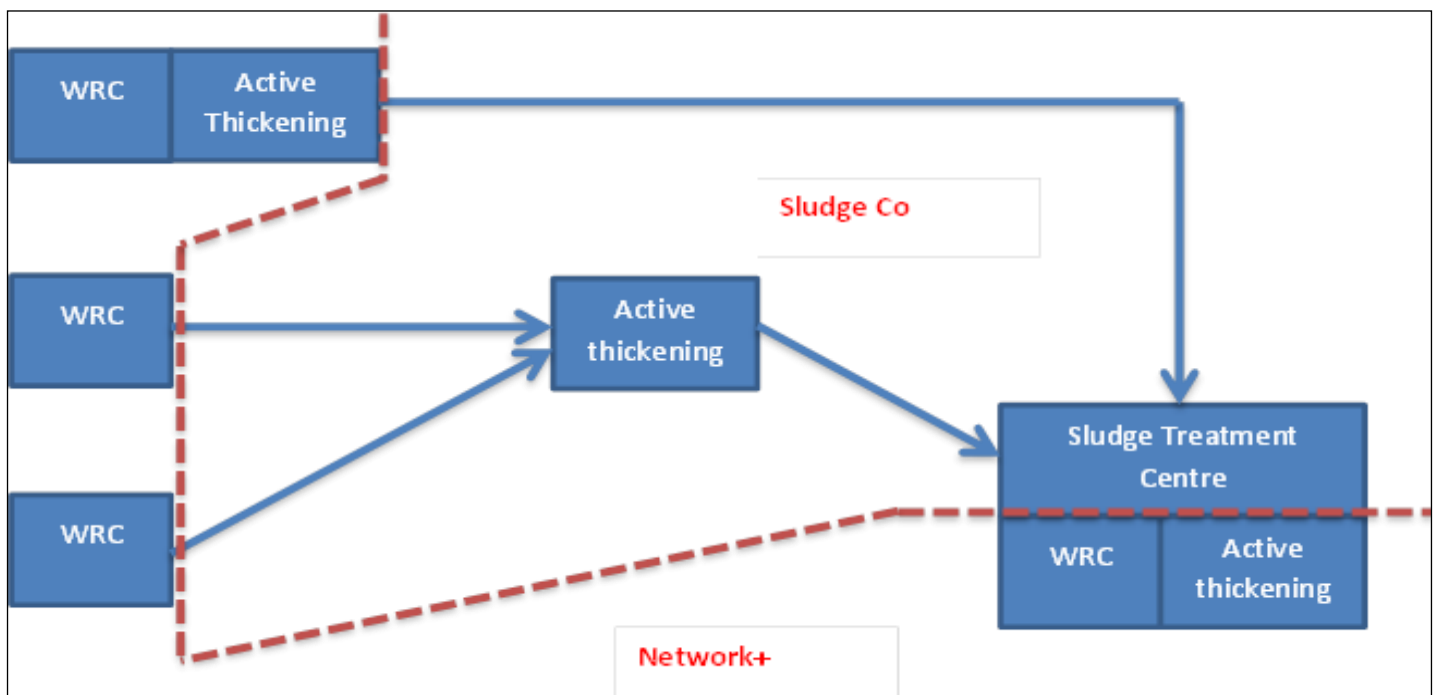 WRC
Active
Thickening
Sludge Co
WRC
Active
thickening
Sludge Treatment
Centre
WRC
WRC
Active
thickening
Network+